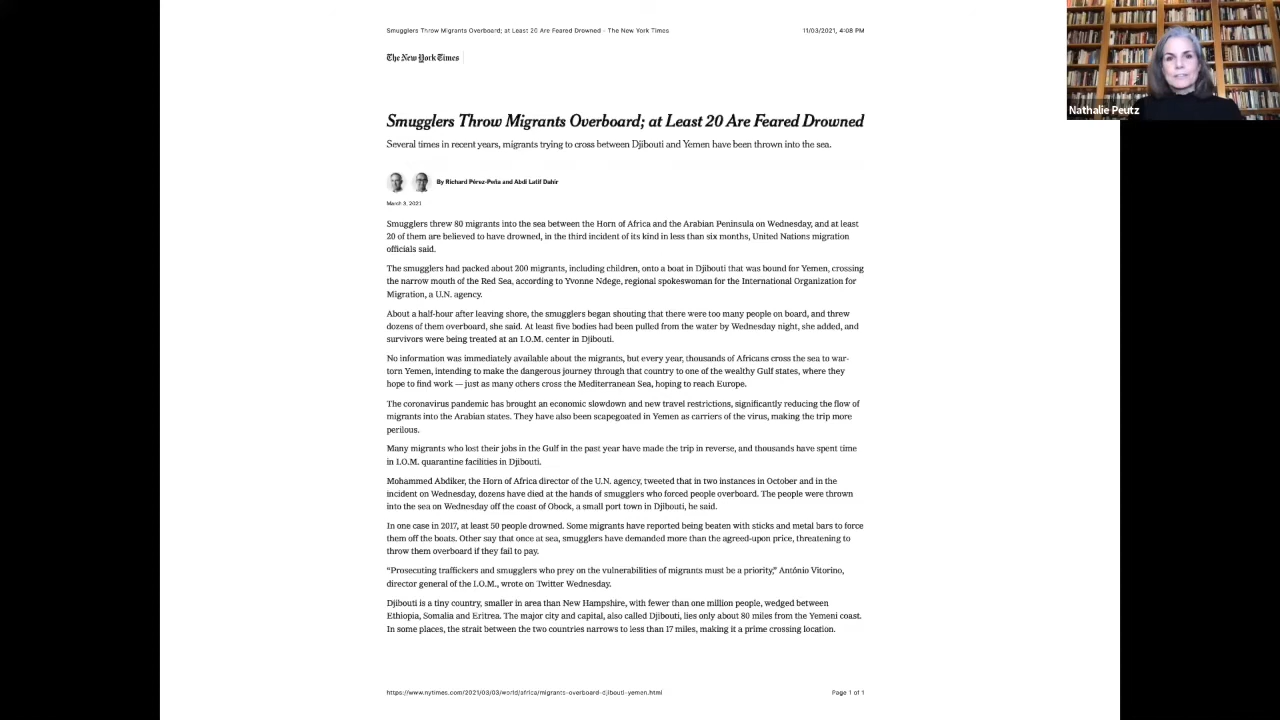 Smugglers Throw Migrants Overboard; at Least 20 Are Feared Drowned - The New York Times
11/03/2021, 4:08 PM
Nathalie Peutz
The New York Times
Smugglers Throw Migrants Overboard; at Least 20 Are Feared Drowned
Several times in recent years, migrants trying to cross between Djibouti and Yemen have been thrown into the sea.
By Richard Pérez-Peña and Abdi Latif Dahir
March 3, 2021
Smugglers threw 80 migrants into the sea between the Horn of Africa and the Arabian Peninsula on Wednesday, and at least
20 of them are believed to have drowned, in the third incident of its kind in less than six months, United Nations migration
officials said.
The smugglers had packed about 200 migrants, including children, onto a boat in Djibouti that was bound for Yemen, crossing
the narrow mouth of the Red Sea, according to Yvonne Ndege, regional spokeswoman for the International Organization for
Migration, a U.N. agency.
About a half-hour after leaving shore, the smugglers began shouting that there were too many people on board, and threw
dozens of them overboard, she said. At least five bodies had been pulled from the water by Wednesday night, she added, and
survivors were being treated at an I.O.M. center in Djibouti.
No information was immediately available about the migrants, but every year, thousands of Africans cross the sea to war-
torn Yemen, intending to make the dangerous journey through that country to one of the wealthy Gulf states, where they
hope to find work — just as many others cross the Mediterranean Sea, hoping to reach Europe.
The coronavirus pandemic has brought an economic slowdown and new travel restrictions, significantly reducing the flow of
migrants into the Arabian states. They have also been scapegoated in Yemen as carriers of the virus, making the trip more
perilous.
Many migrants who lost their jobs in the Gulf in the past year have made the trip in reverse, and thousands have spent time
in I.O.M. quarantine facilities in Djibouti.
Mohammed Abdiker, the Horn of Africa director of the U.N. agency, tweeted that in two instances in October and in the
incident on Wednesday, dozens have died at the hands of smugglers who forced people overboard. The people were thrown
into the sea on Wednesday off the coast of Obock, a small port town in Djibouti, he said.
In one case in 2017, at least 50 people drowned. Some migrants have reported being beaten with sticks and metal bars to force
them off the boats. Other say that once at sea, smugglers have demanded more than the agreed-upon price, threatening to
throw them overboard if they fail to pay.
“Prosecuting traffickers and smugglers who prey on the vulnerabilities of migrants must be a priority,” António Vitorino,
director general of the I.O.M., wrote on Twitter Wednesday.
Djibouti is a tiny country, smaller in area than New Hampshire, with fewer than one million people, wedged between
Ethiopia, Somalia and Eritrea. The major city and capital, also called Djibouti, lies only about 80 miles from the Yemeni coast.
In some places, the strait between the two countries narrows to less than 17 miles, making it a prime crossing location.
https://www.nytimes.com/2021/03/03/world/africa/migrants-overboard-djibouti-yemen.html
Page 1 of 1